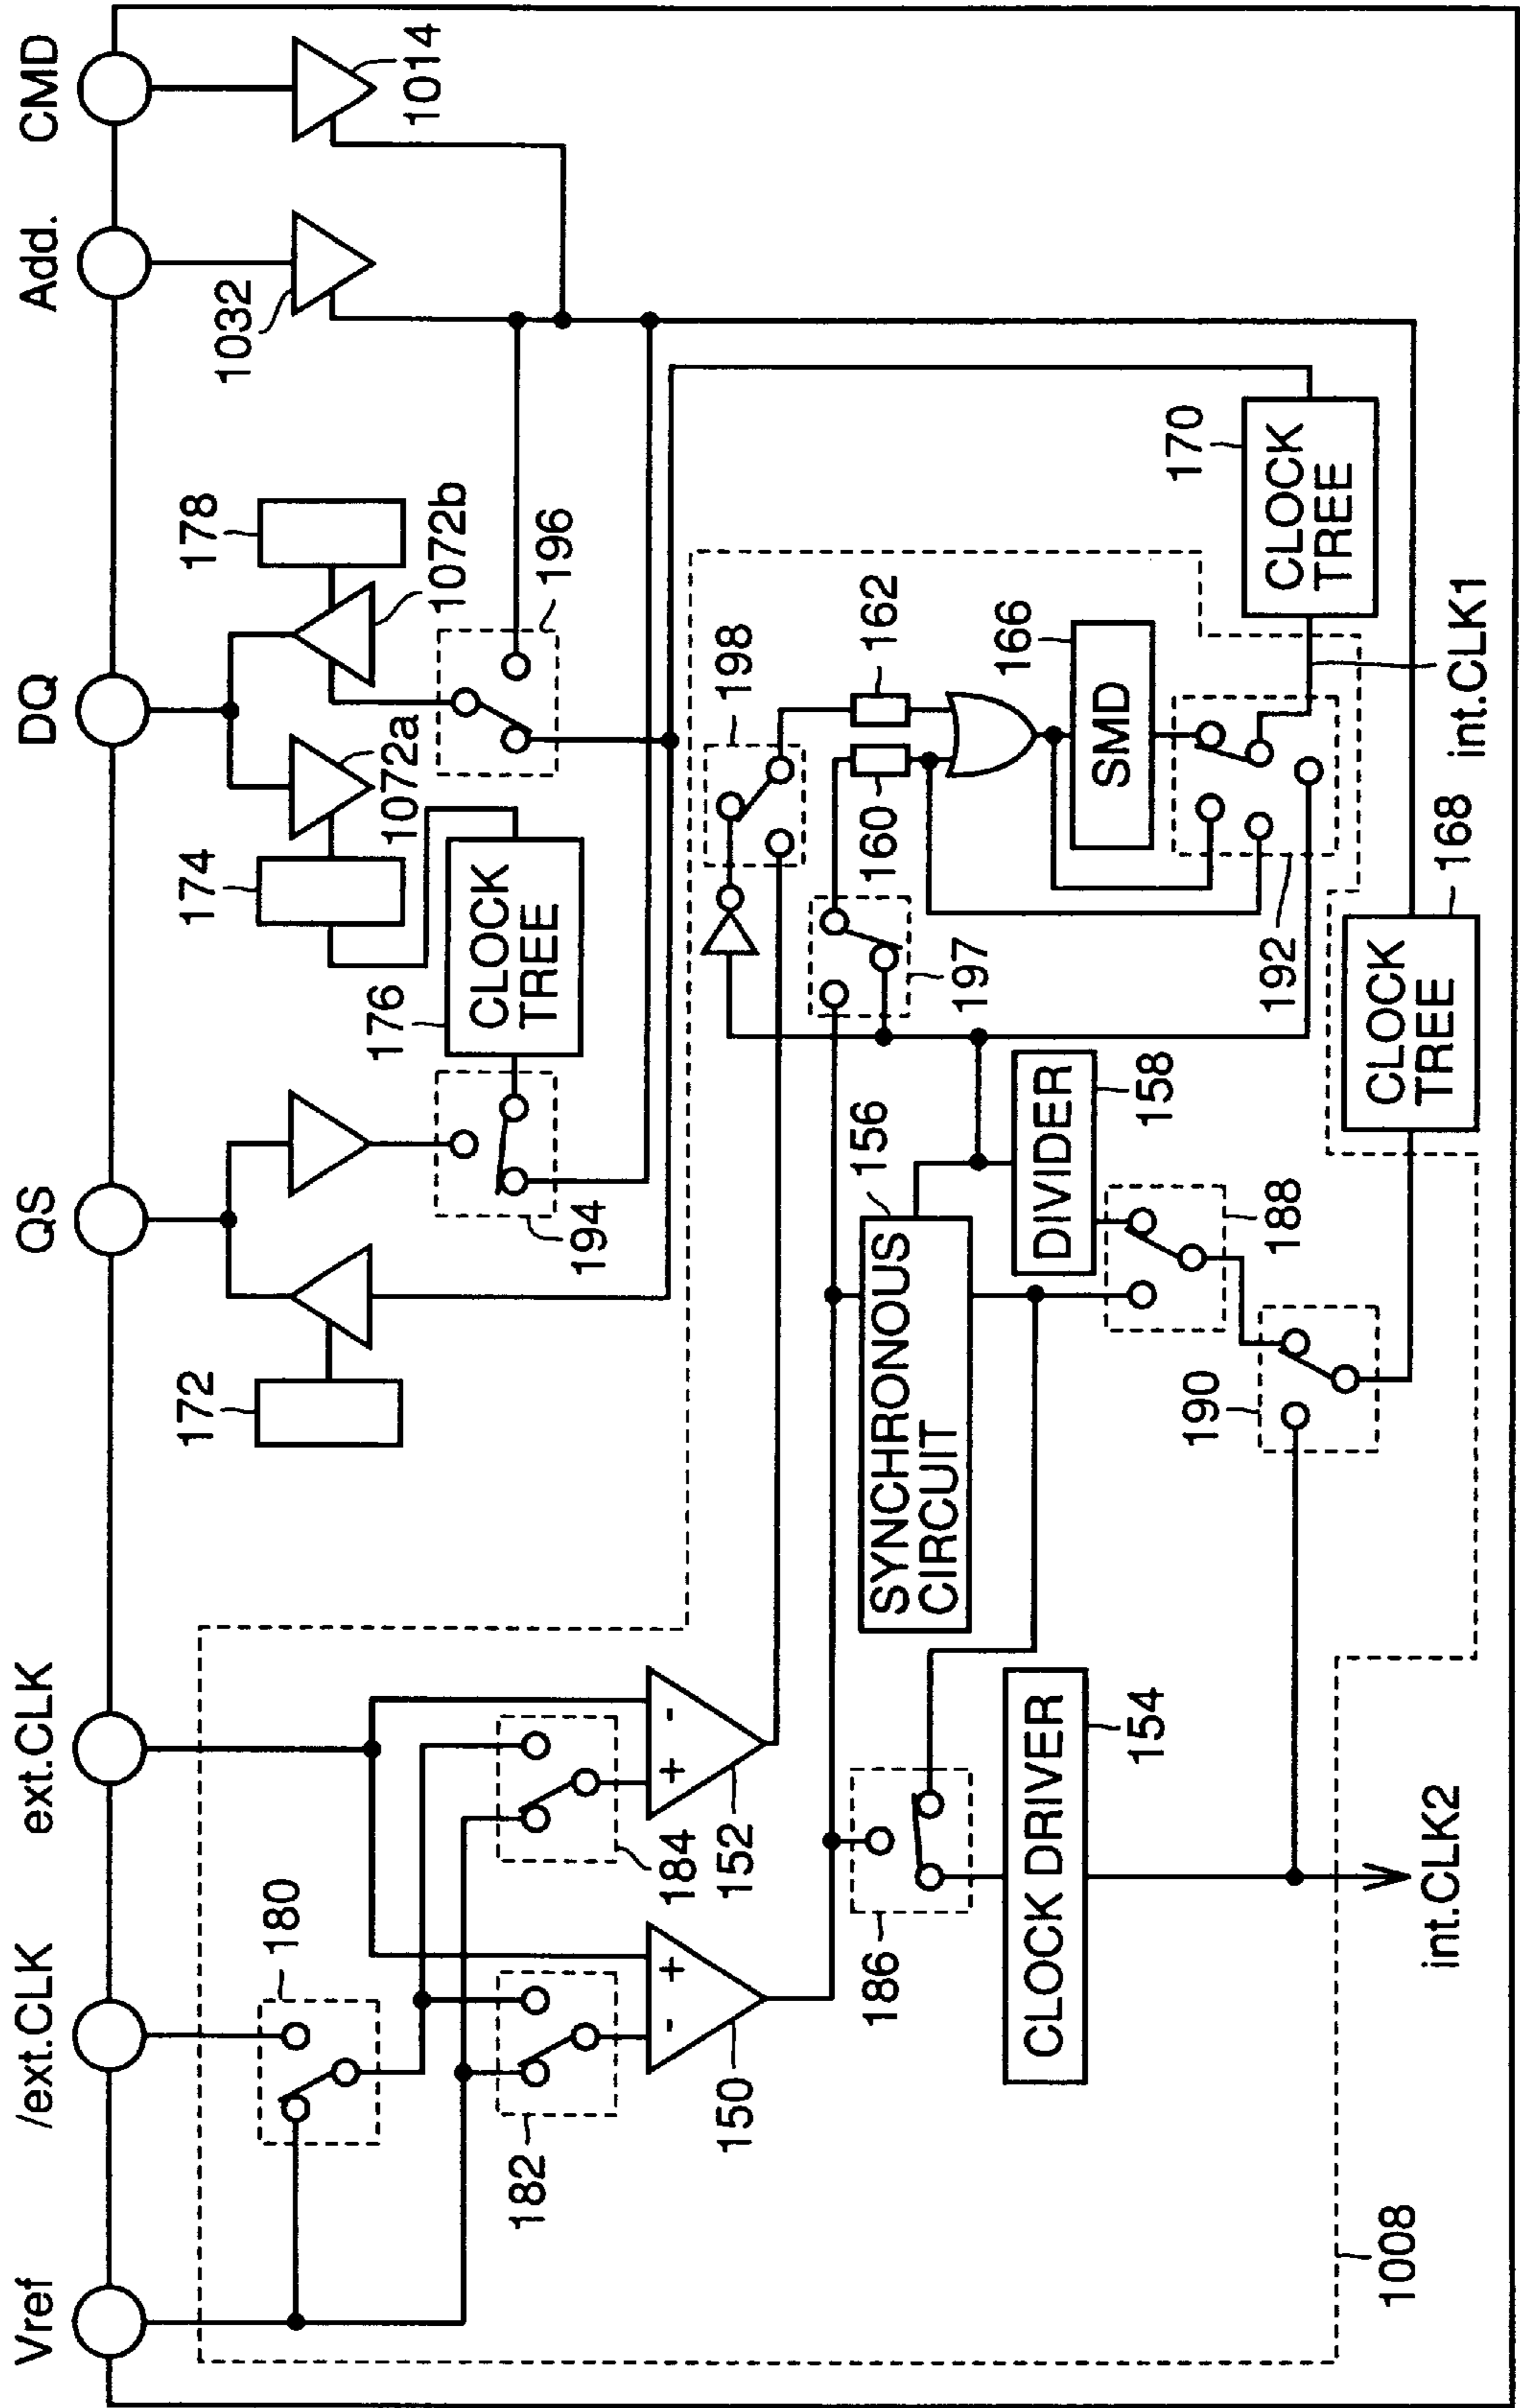 Vref
/ext.CLK
ext.CLK
QS
DQ
Add.
CMD
172
174
178
1072a
1072b
1032
1014
176
CLOCK
TREE
194
196
180
182
184
150
-
+
152
+
-
198
197
160
162
166
SMD
192
156
SYNCHRONOUS
CIRCUIT
DIVIDER
158
186
188
190
CLOCK DRIVER
154
170
CLOCK
TREE
int.CLK1
168
CLOCK
TREE
int.CLK2
1008